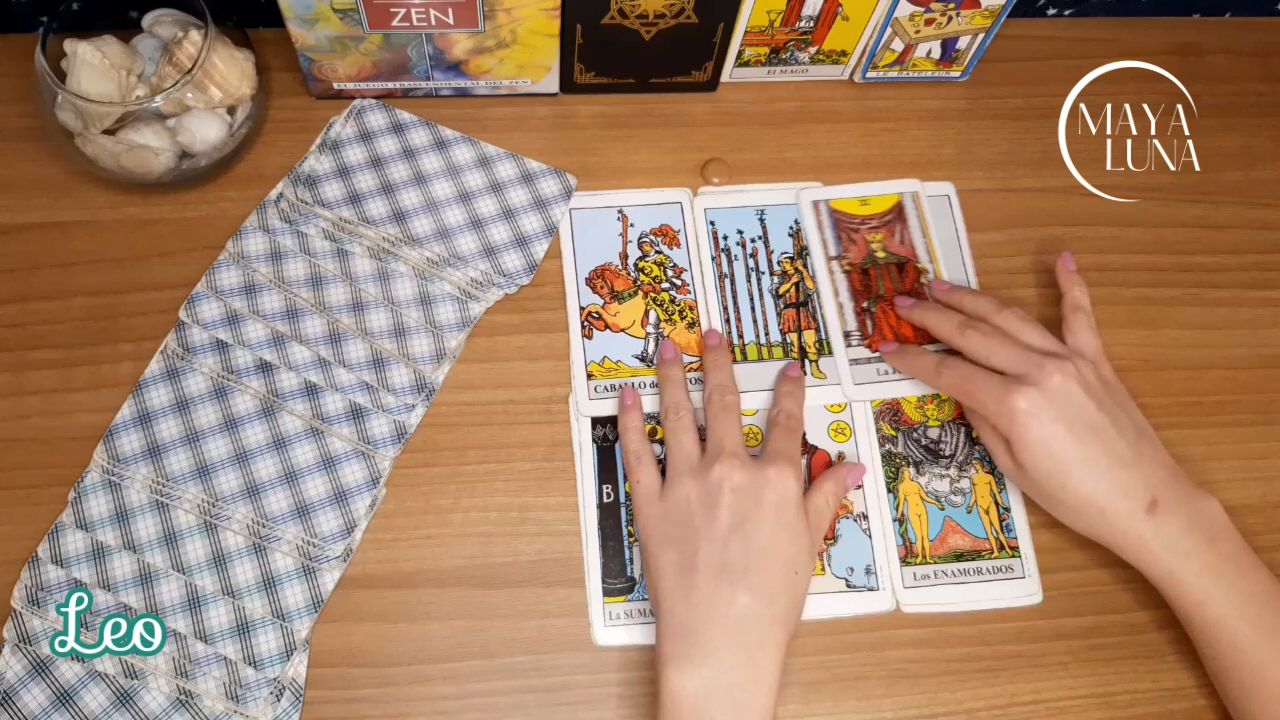 ZEN
EL JUEGO TRASCENDENTAL DEL ZEN
EL MAGO
LE BATELEUR
MAYA
LUNA
CABALLO de
La
B
La SUMA
Los ENAMORADOS
Leo